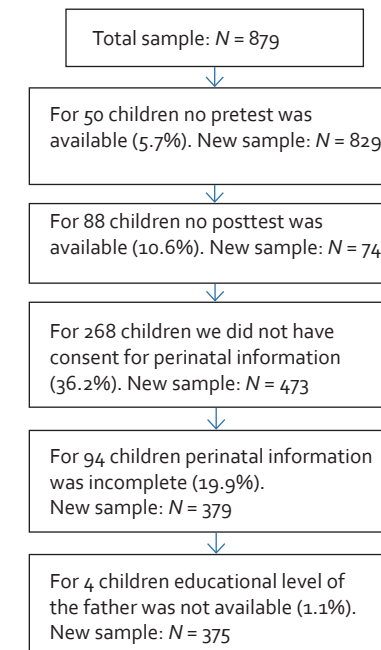 Total sample: N = 879
For 50 children no pretest was
available (5.7%). New sample: N = 829
For 88 children no posttest was
available (10.6%). New sample: N = 74
For 268 children we did not have
consent for perinatal information
(36.2%). New sample: N = 473
For 94 children perinatal information
was incomplete (19.9%).
New sample: N = 379
For 4 children educational level of
the father was not available (1.1%).
New sample: N = 375